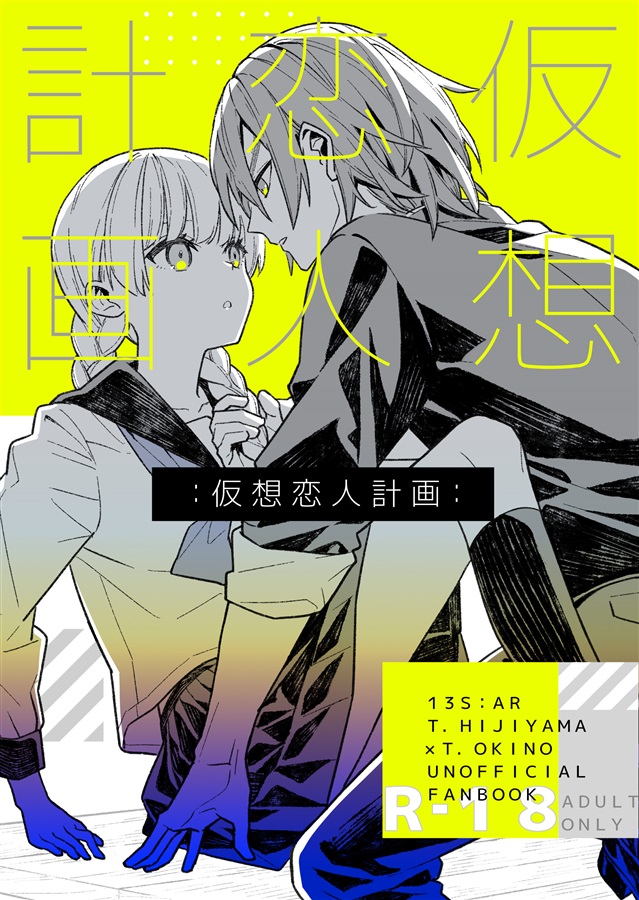 仮想
恋人
計画
:仮想恋人計画:
13S:AR
T. HIJIYAMA
×T. OKINO
UNOFFICIAL
FANBOOK
R-18
ADULT
ONLY